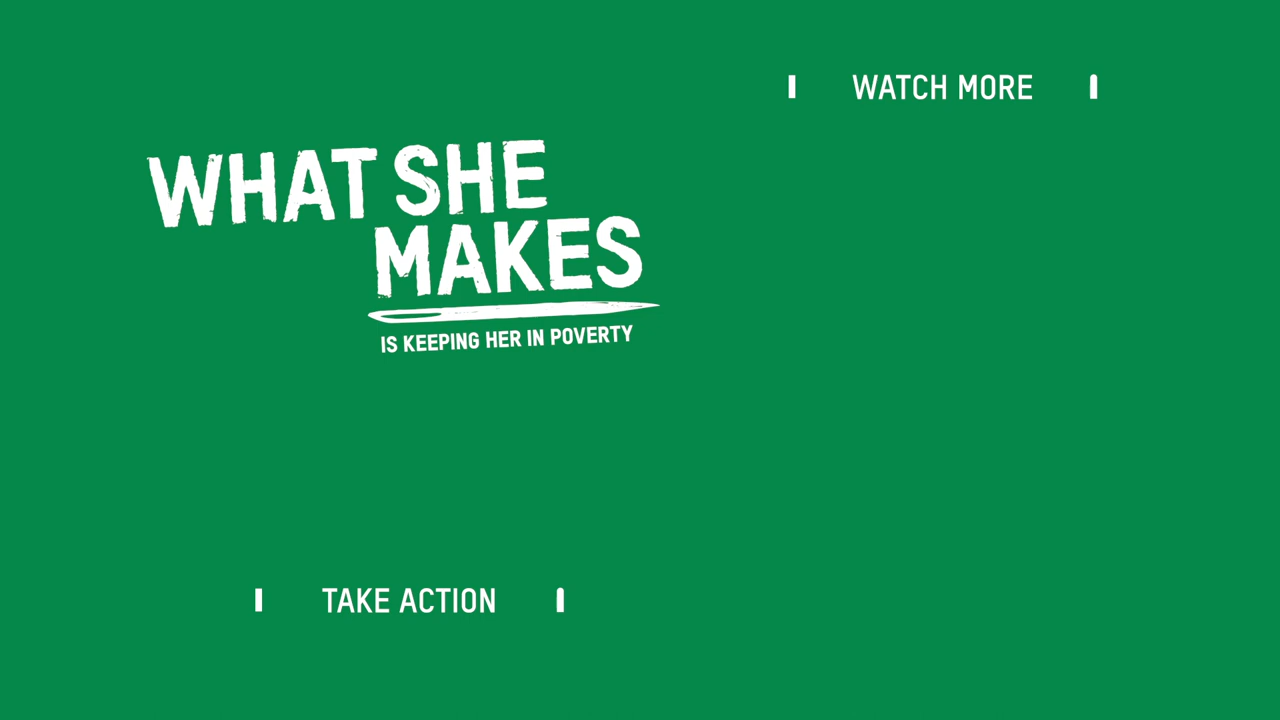 WATCH MORE
WHAT SHE
MAKES
IS KEEPING HER IN POVERTY
TAKE ACTION